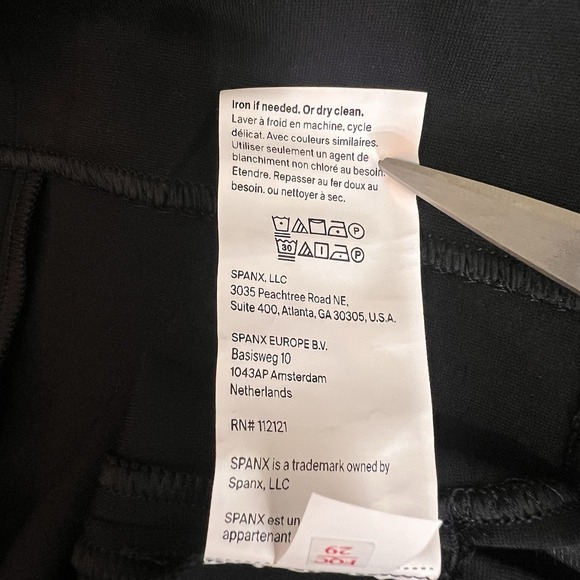 Iron if needed. Or dry clean.
Laver à froid en machine, cycle
délicat. Avec couleurs similaires.
Utiliser seulement un agent de
blanchiment non chloré au besoin.
Etendre. Repasser au fer doux au
besoin. ou nettoyer à sec.
P
30 P
SPANX, LLC
3035 Peachtree Road NE,
Suite 400, Atlanta, GA 30305, U.S.A.
SPANX EUROPE B.V.
Basisweg 10
1043AP Amsterdam
Netherlands
RN# 112121
SPANX is a trademark owned by
Spanx, LLC
SPANX est un
appartenant
29